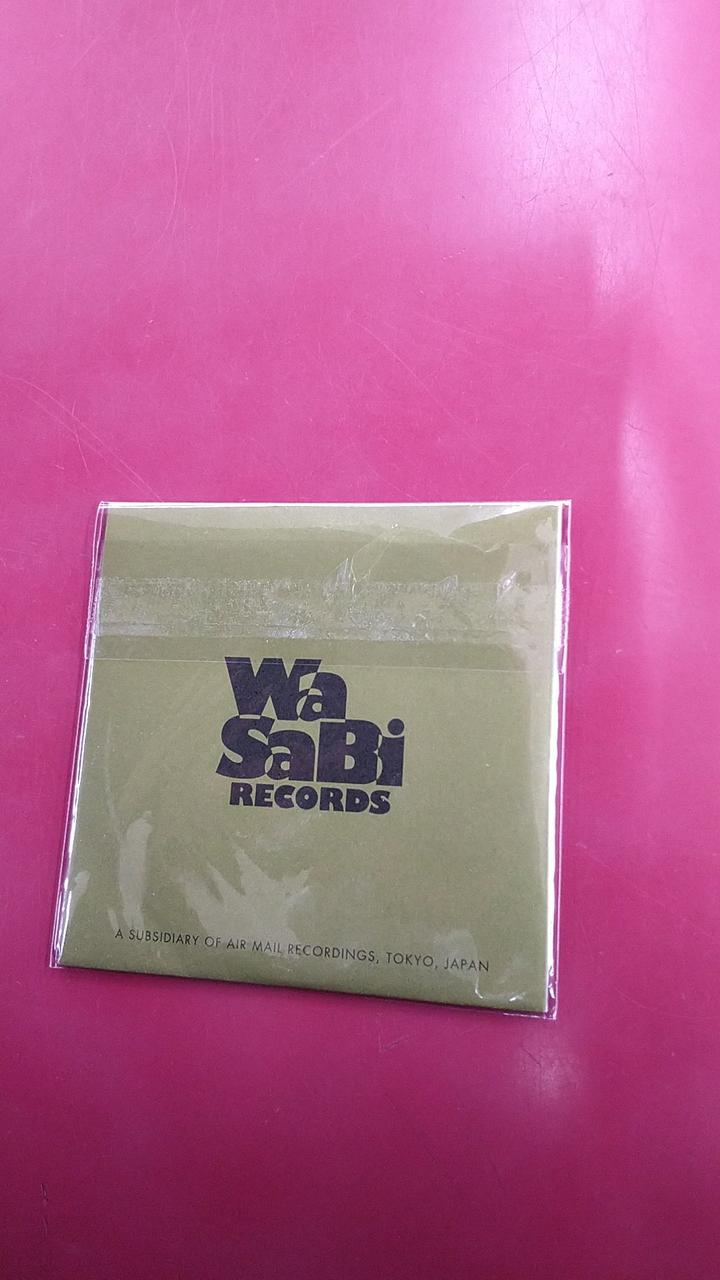 Wa
SaBi
RECORDS
A SUBSIDIARY OF AIR MAIL RECORDINGS, TOKYO, JAPAN